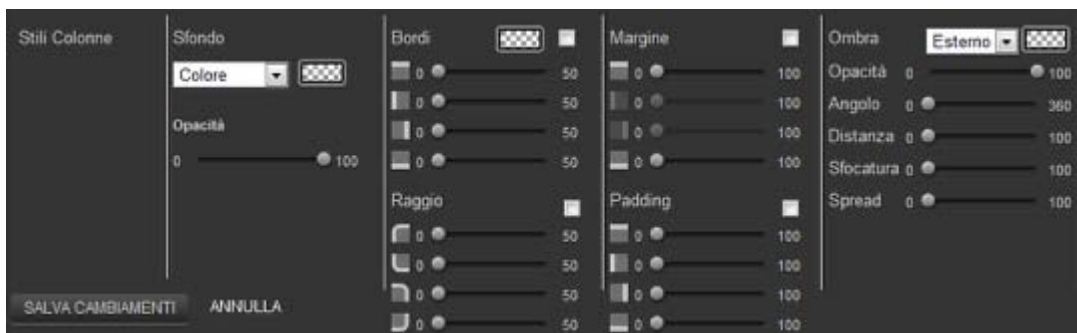 Stili Colonne
Sfondo
Colore
Opacità
0 100
Bordi
0 50
0 50
0 50
0 50
Raggio
0 50
0 50
0 50
0 50
Margine
0 100
0 100
0 100
0 100
Padding
0 100
0 100
0 100
0 100
Ombra Esterno
Opacità 0 100
Angolo 0 360
Distanza 0 100
Sfocatura 0 100
Spread 0 100
SALVA CAMBIAMENTI ANNULLA